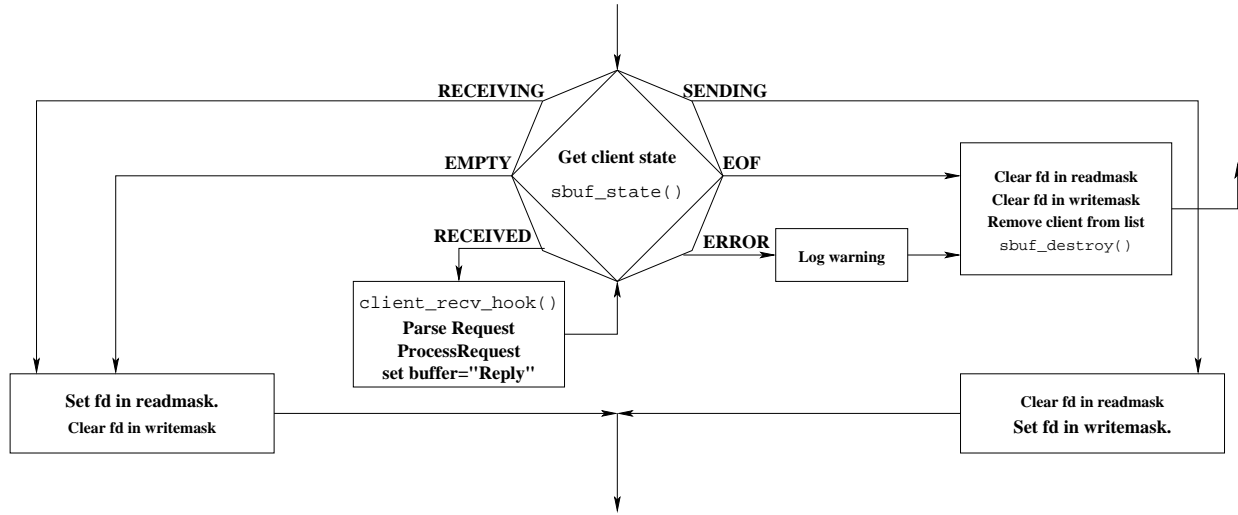 RECEIVING
SENDING
EMPTY
Get client state
EOF
sbuf_state()
RECEIVED
ERROR
Log warning
Clear fd in readmask
Clear fd in writemask
Remove client from list
sbuf_destroy()
client_recv_hook()
Parse Request
ProcessRequest
set buffer="Reply"
Set fd in readmask.
Clear fd in writemask
Clear fd in readmask
Set fd in writemask.